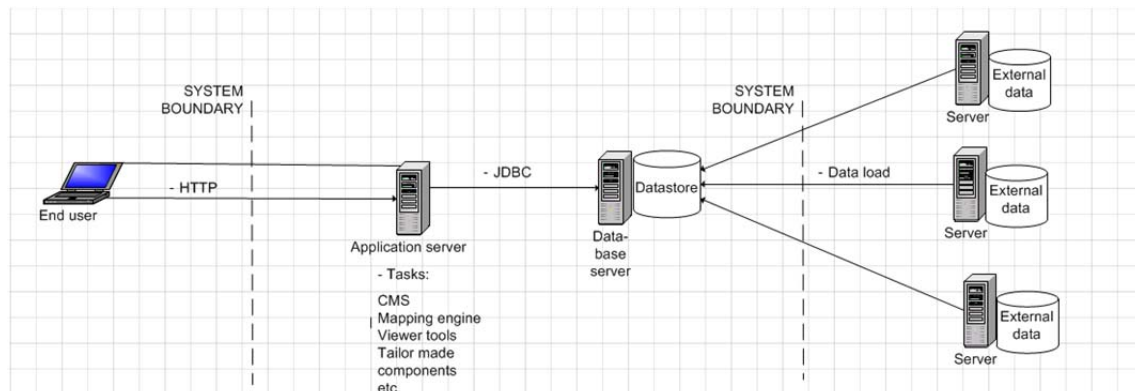 SYSTEM
BOUNDARY
- HTTP
End user
Application server
- Tasks:
CMS
Mapping engine
Viewer tools
Tailor made
components
etc.
- JDBC
Datastore
Data-
base
server
SYSTEM
BOUNDARY
- Data load
External
data
Server
External
data
Server
External
data
Server